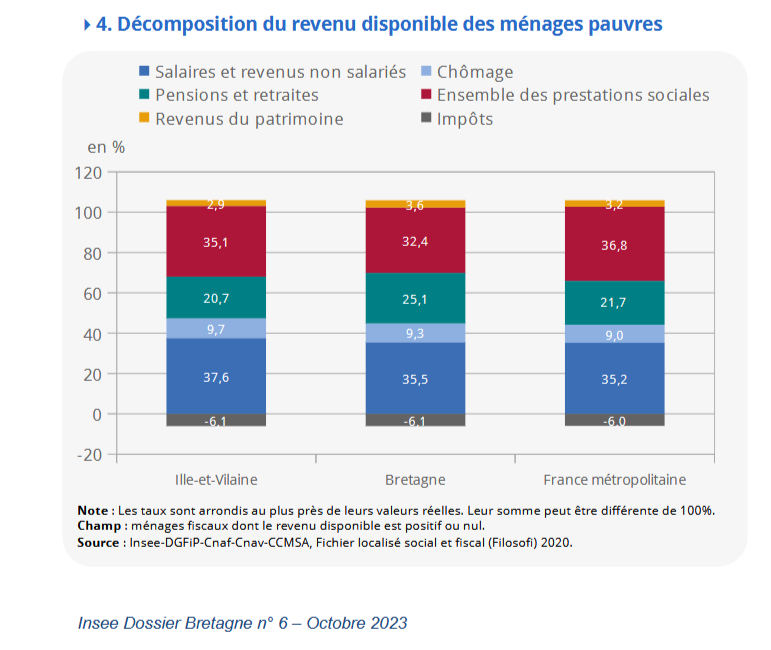 4. Décomposition du revenu disponible des ménages pauvres
Salaires et revenus non salariés Chômage
Pensions et retraites Ensemble des prestations sociales
Revenus du patrimoine Impôts
en %
120
100
80
60
40
20
0
-20
2,9 3,6 3,2
35,1 32,4 36,8
20,7 25,1 21,7
9,7 9,3 9,0
37,6 35,5 35,2
-6,1 -6,1 -6,0
Ille-et-Vilaine Bretagne France métropolitaine
Note : Les taux sont arrondis au plus près de leurs valeurs réelles. Leur somme peut être différente de 100%.
Champ : ménages fiscaux dont le revenu disponible est positif ou nul.
Source : Insee-DGFiP-Cnaf-Cnav-CCMSA, Fichier localisé social et fiscal (Filosofi) 2020.
Insee Dossier Bretagne n° 6 – Octobre 2023